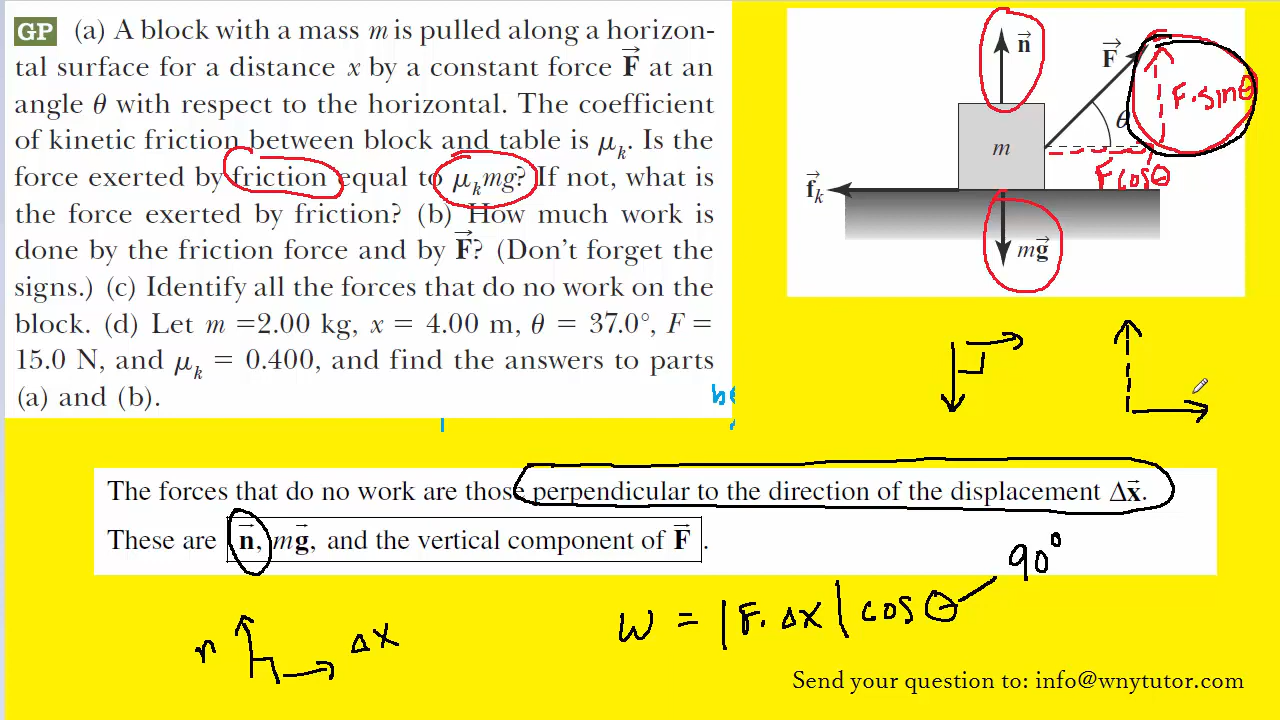 GP (a) A block with a mass m is pulled along a horizon-
tal surface for a distance x by a constant force F⃗ at an
angle θ with respect to the horizontal. The coefficient
of kinetic friction between block and table is μₖ. Is the
force exerted by friction equal to μₖmg? If not, what is
the force exerted by friction? (b) How much work is
done by the friction force and by F⃗? (Don't forget the
signs.) (c) Identify all the forces that do no work on the
block. (d) Let m =2.00 kg, x = 4.00 m, θ = 37.0°, F =
15.0 N, and μₖ = 0.400, and find the answers to parts
(a) and (b).
n⃗
F⃗
F·sinθ
θ
m
Fcosθ
f⃗ₖ
mg⃗
The forces that do no work are those perpendicular to the direction of the displacement Δx⃗.
These are n⃗, mg⃗, and the vertical component of F⃗.
90°
W = |F·Δx| cosθ
n
Δx
Send your question to: info@wnytutor.com